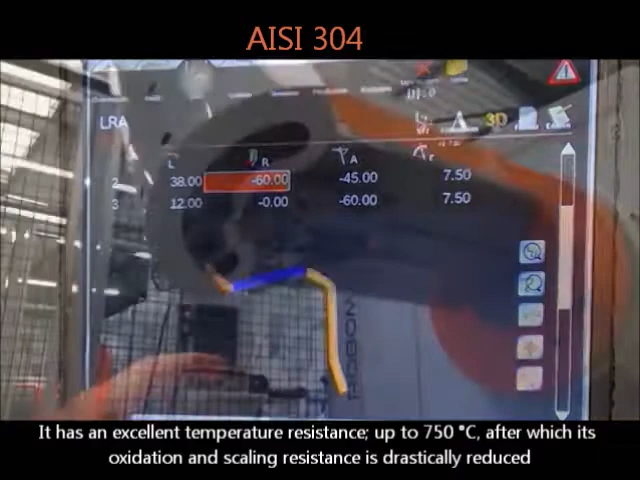 AISI 304
LRA
3D
L R A r
2 38.00 -60.00 -45.00 7.50
3 12.00 -0.00 -60.00 7.50
It has an excellent temperature resistance; up to 750 °C, after which its
oxidation and scaling resistance is drastically reduced